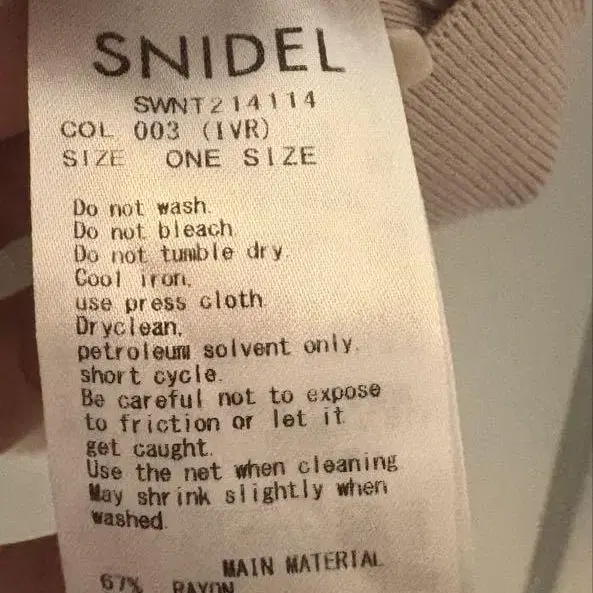 SNIDEL
SWNT214114
COL 003 (IVR)
SIZE ONE SIZE
Do not wash.
Do not bleach
Do not tumble dry.
Cool iron.
use press cloth
Dryclean,
petroleum solvent only.
short cycle.
Be careful not to expose
to friction or let it
get caught.
Use the net when cleaning
May shrink slightly when
washed.
MAIN MATERIAL
67% RAYON